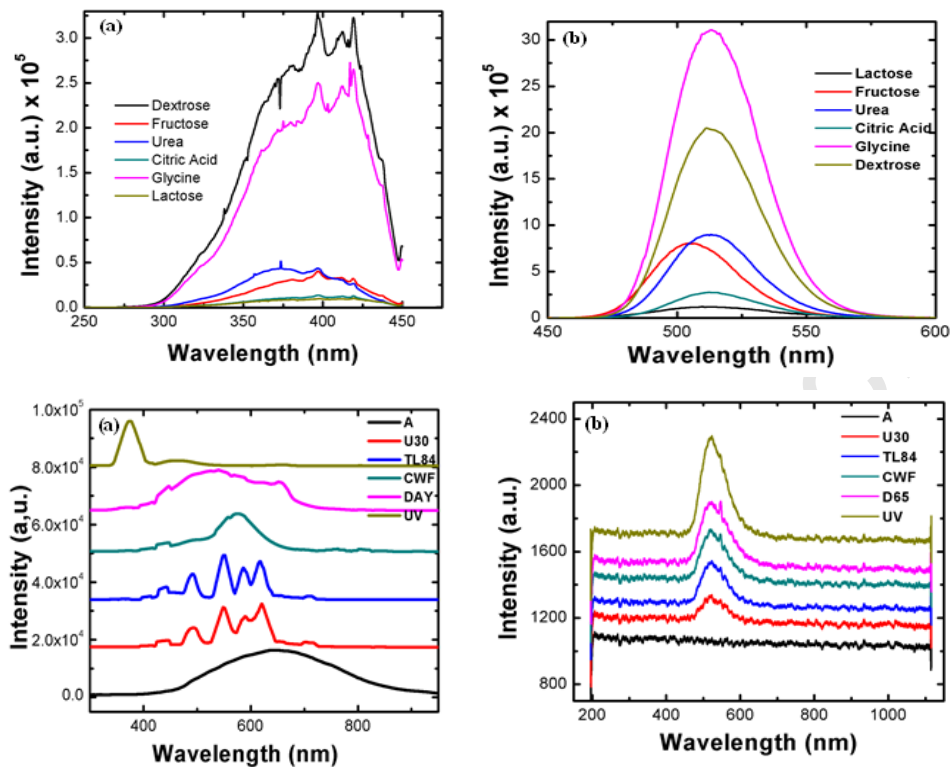 (a)
Intensity (a.u.) x 10⁵
3.0
2.5
2.0
1.5
1.0
0.5
0.0
Dextrose
Fructose
Urea
Citric Acid
Glycine
Lactose
250 300 350 400 450
Wavelength (nm)
(b)
Intensity (a.u.) x 10⁵
30
25
20
15
10
5
0
Lactose
Fructose
Urea
Citric Acid
Glycine
Dextrose
450 500 550 600
Wavelength (nm)
(a)
Intensity (a,u.)
1.0x10⁵
8.0x10⁴
6.0x10⁴
4.0x10⁴
2.0x10⁴
0.0
A
U30
TL84
CWF
DAY
UV
400 600 800
Wavelength (nm)
(b)
Intensity (a.u.)
2400
2000
1600
1200
800
A
U30
TL84
CWF
D65
UV
200 400 600 800 1000
Wavelength (nm)